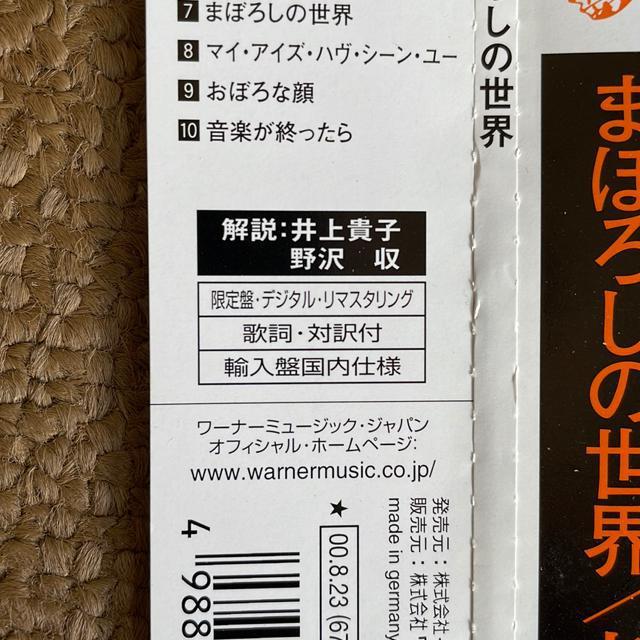 7 まぼろしの世界
8 マイ・アイズ・ハヴ・シーン・ユー
9 おぼろな顔
10 音楽が終ったら
解説:井上貴子
野沢 収
限定盤・デジタル・リマスタリング
歌詞・対訳付
輸入盤国内仕様
ワーナーミュージック・ジャパン
オフィシャル・ホームページ:
www.warnermusic.co.jp/
発売元:株式会社
販売元:株式会社
made in germany
★
00.8.23 (67
4 988
しの世界
まぼろしの世界/